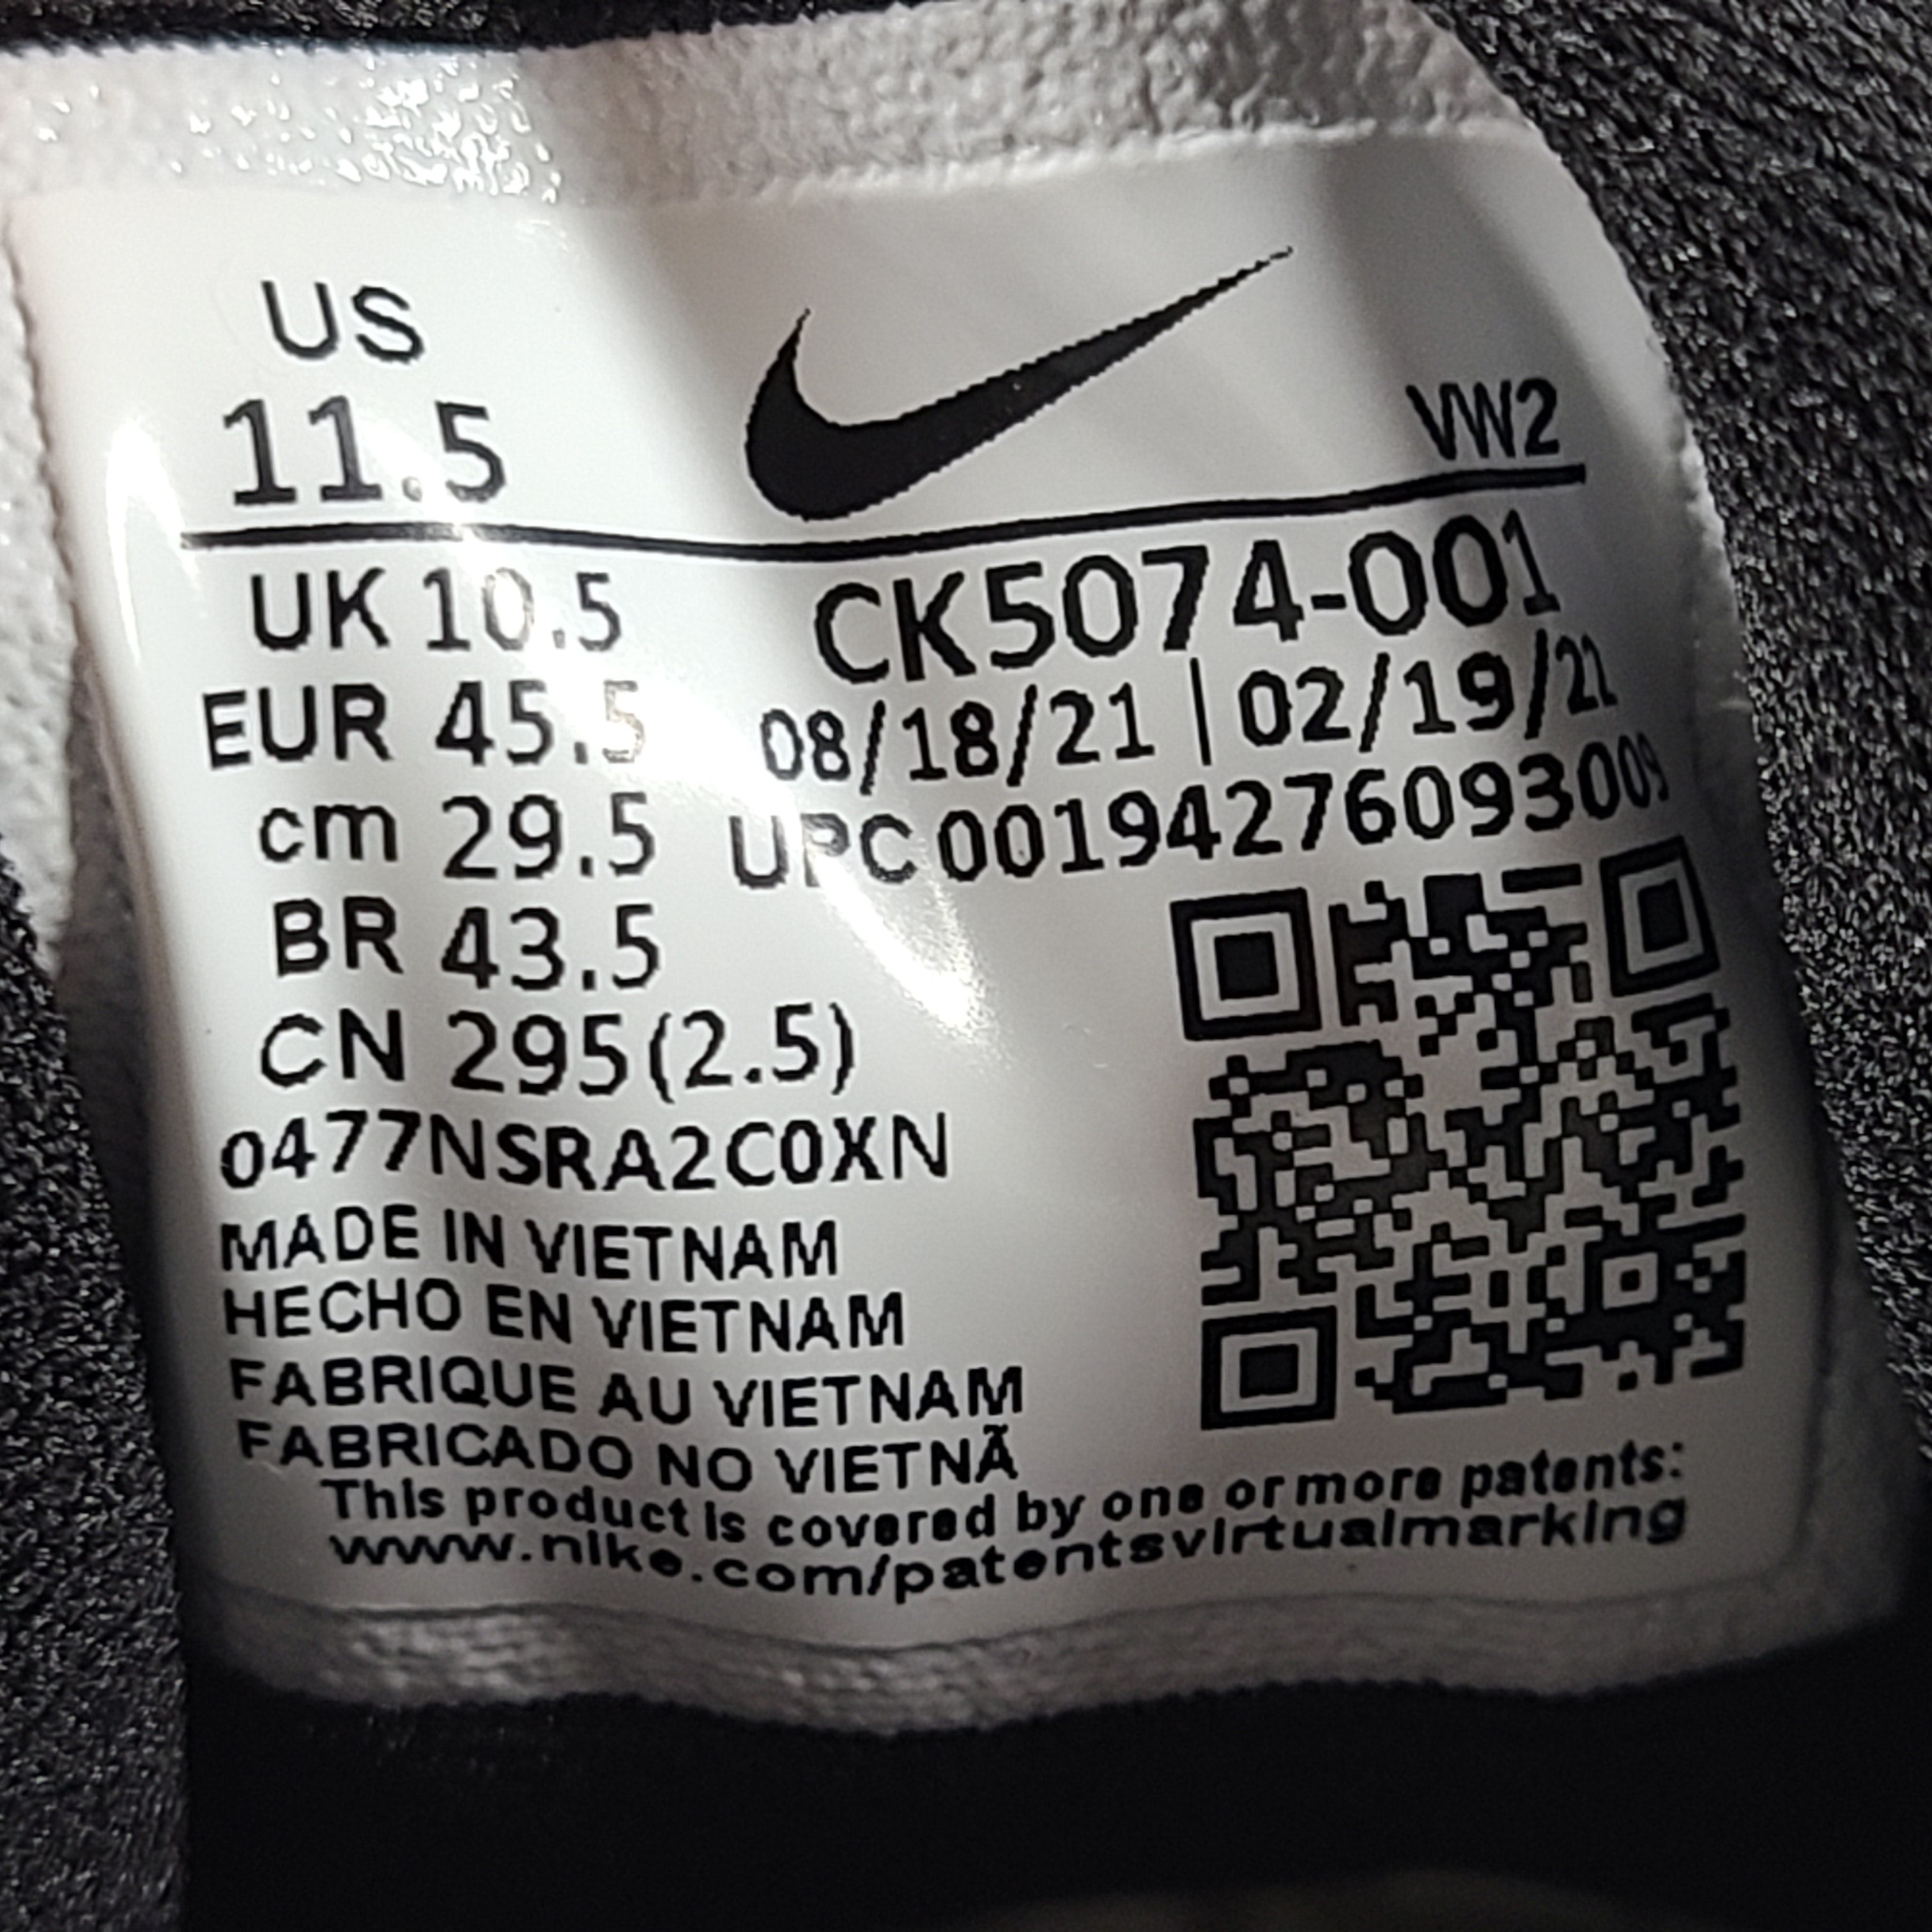 US
11.5
VW2
UK 10.5
CK5074-001
EUR 45.5
08/18/21 | 02/19/22
cm 29.5
UPC 00194276093009
BR 43.5
CN 295(2.5)
0477NSRA2C0XN
MADE IN VIETNAM
HECHO EN VIETNAM
FABRIQUE AU VIETNAM
FABRICADO NO VIETNÃ
This product is covered by one or more patents:
www.nike.com/patentsvirtualmarking